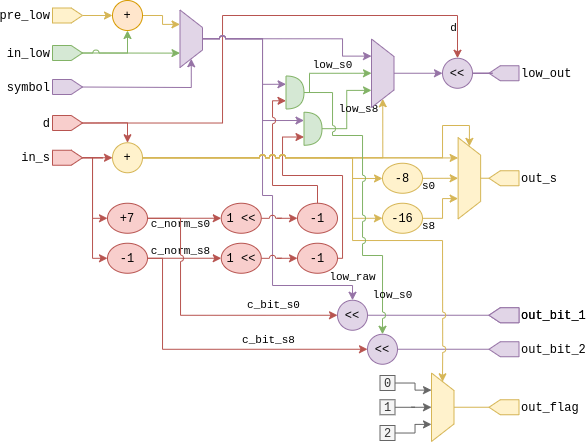 pre_low
+
in_low
symbol
d
in_s
+
d
low_s0
<<
low_out
low_s8
-8
s0
out_s
-16
s8
+7
c_norm_s0
1 <<
-1
-1
c_norm_s8
1 <<
-1
low_raw
low_s0
c_bit_s0
<<
out_bit_1
c_bit_s8
<<
out_bit_2
0
1
2
out_flag